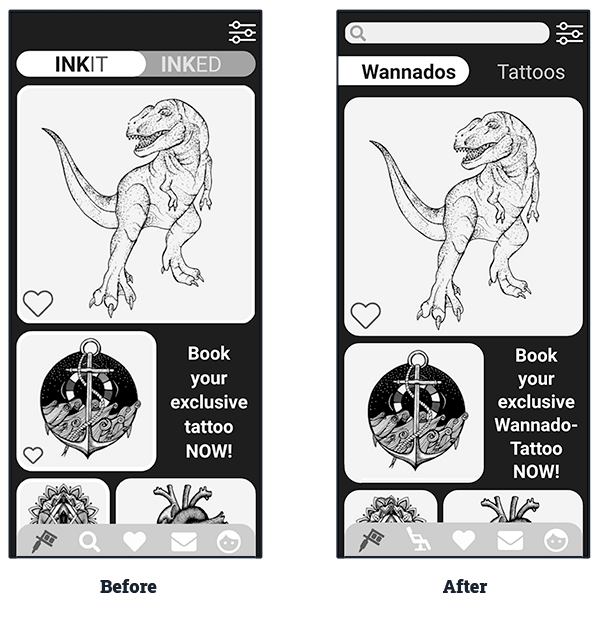 INKIT INKED
Book
your
exclusive
tattoo
NOW!
Before
Wannados Tattoos
Book
your
exclusive
Wannado-
Tattoo
NOW!
After